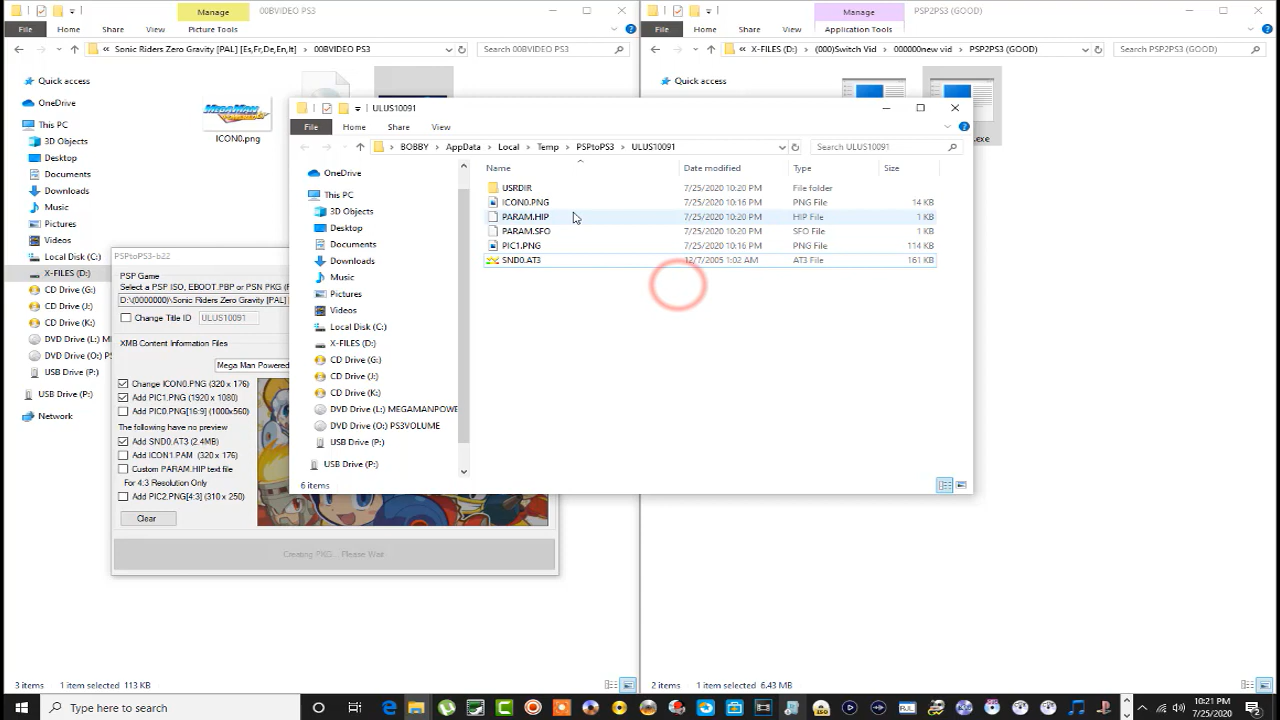 Manage
00BVIDEO PS3
File
Home
Share
View
Picture Tools
Sonic Riders Zero Gravity [PAL] [Es,Fr,De,En,It]
00BVIDEO PS3
Search 00BVIDEO PS3
Quick access
OneDrive
This PC
3D Objects
Desktop
Documents
Downloads
Music
Pictures
Videos
Local Disk (C:)
X-FILES (D:)
CD Drive (G:)
CD Drive (J:)
CD Drive (K:)
DVD Drive (L:) M
DVD Drive (O:) PS
USB Drive (P:)
USB Drive (P:)
Network
ICON0.png
3 items
1 item selected 113 KB
Manage
PSP2PS3 (GOOD)
File
Home
Share
View
Application Tools
X-FILES (D:)
(000)Switch Vid
00000new vid
PSP2PS3 (GOOD)
Search PSP2PS3 (GOOD)
Quick access
.exe
2 items
1 item selected 6.43 MB
ULUS10091
File
Home
Share
View
BOBBY
AppData
Local
Temp
PSPtoPS3
ULUS10091
Search ULUS10091
OneDrive
This PC
3D Objects
Desktop
Documents
Downloads
Music
Pictures
Videos
Local Disk (C:)
X-FILES (D:)
CD Drive (G:)
CD Drive (J:)
CD Drive (K:)
DVD Drive (L:) MEGAMANPOWE
DVD Drive (O:) PS3VOLUME
USB Drive (P:)
USB Drive (P:)
Name
Date modified
Type
Size
USRDIR 7/25/2020 10:20 PM File folder
ICON0.PNG 7/25/2020 10:16 PM PNG File 14 KB
PARAM.HIP 7/25/2020 10:20 PM HIP File 1 KB
PARAM.SFO 7/25/2020 10:20 PM SFO File 1 KB
PIC1.PNG 7/25/2020 10:16 PM PNG File 114 KB
SND0.AT3 12/7/2005 1:02 AM AT3 File 161 KB
6 items
PSPtoPS3-b22
PSP Game
Select a PSP ISO, EBOOT.PBP or PSN PKG (F
D:\(0000000)\Sonic Riders Zero Gravity [PAL]
Change Title ID
ULUS10091
XMB Content Information Files
Mega Man Powered
Change ICON0.PNG (320 x 176)
Add PIC1.PNG (1920 x 1080)
Add PIC0.PNG[16:9] (1000x560)
The following have no preview
Add SND0.AT3 (2.4MB)
Add ICON1.PAM (320 x 176)
Custom PARAM.HIP text file
For 4:3 Resolution Only
Add PIC2.PNG[4:3] (310 x 250)
Clear
Creating PKG... Please Wait
Type here to search
10:21 PM
7/25/2020